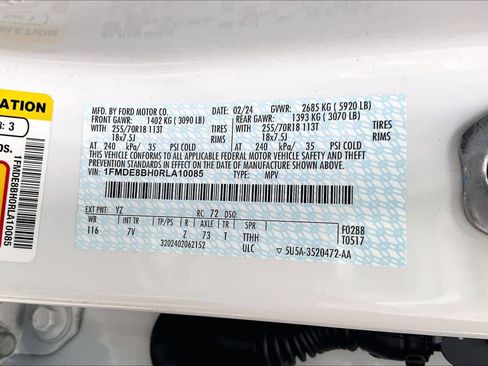 MFD. BY FORD MOTOR CO.
DATE: 02/24 GVWR: 2685 KG ( 5920 LB)
FRONT GAWR: 1402 KG ( 3090 LB)
REAR GAWR: 1393 KG ( 3070 LB)
WITH 255/70R18 113T TIRES
WITH 255/70R18 113T TIRES
18x7.5J RIMS
18x7.5J RIMS
AT 240 kPa/ 35 PSI COLD
AT 240 kPa/ 35 PSI COLD
THIS VEHICLE CONFORMS TO ALL APPLICABLE FEDERAL MOTOR VEHICLE SAFETY AND THEFT
PREVENTION STANDARDS IN EFFECT ON THE DATE OF MANUFACTURE SHOWN ABOVE.
VIN: 1FMDE8BH0RLA10085
TYPE: MPV
EXT PNT: YZ RC: 72 DSO:
WB INT TR TP/PS R AXLE TR SPR
116 7V Z 73 T TTHH
3202402062152 ULC
F0288
T0517
5U5A-3520472-AA
1FMDE8BH0RLA10085